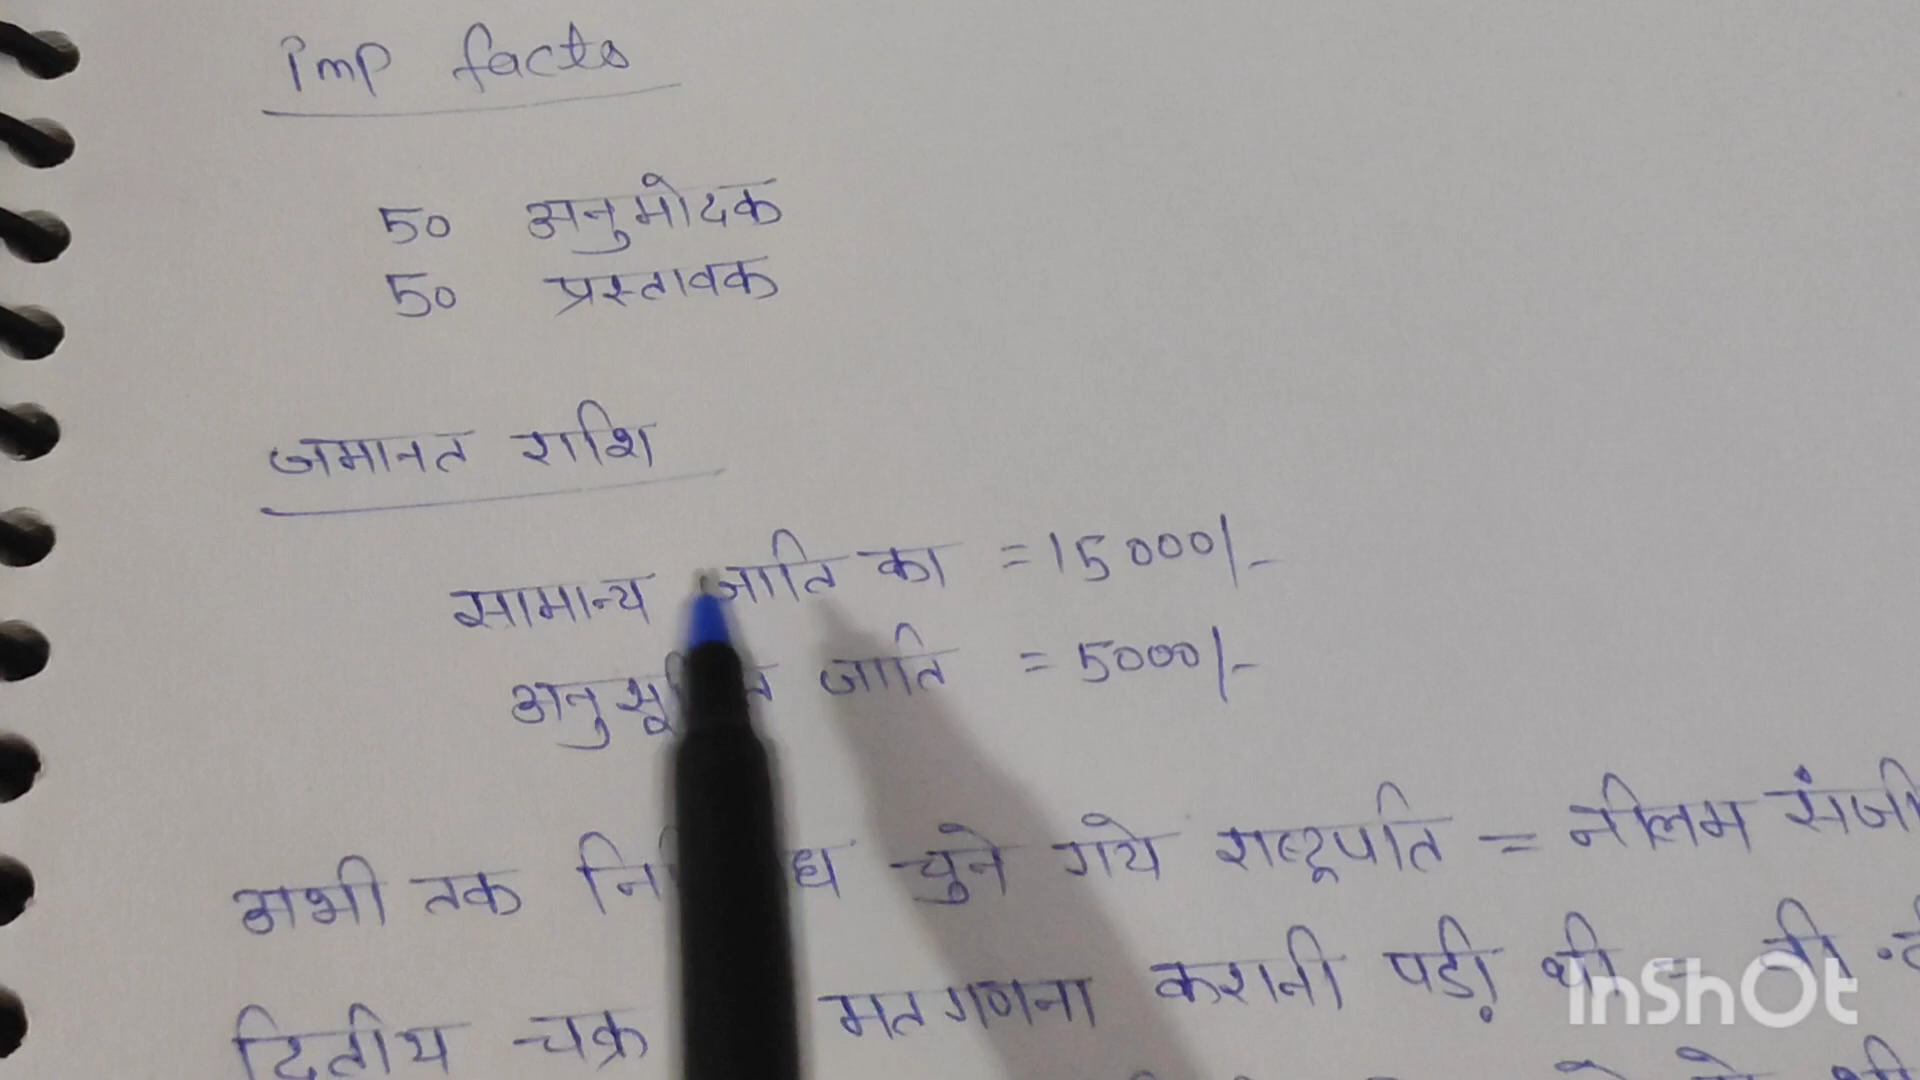 imp facts
50 अनुमोदक
50 प्रस्तावक
जमानत राशि
सामान्य जाति का = 15000/-
जाति = 5000/-
अभी तक चुने गये राष्ट्रपति = नीलम
द्वितीय चक्र मतगणना करानी पड़ी थी
InShOt